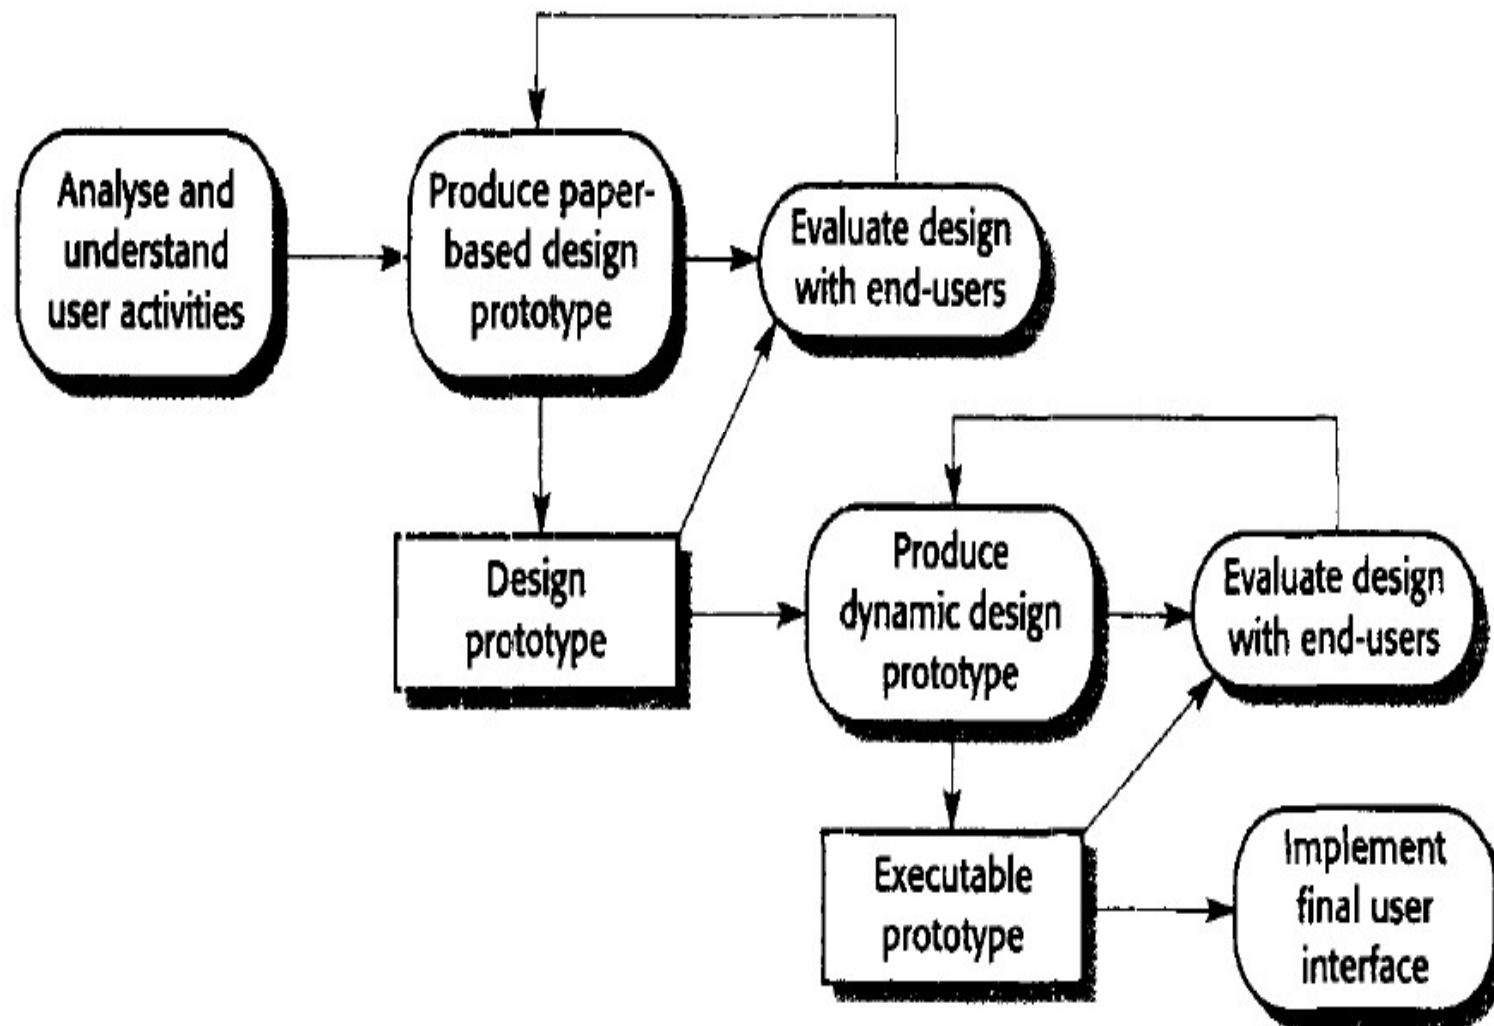 Analyse and
understand
user activities
Produce paper-
based design
prototype
Evaluate design
with end-users
Design
prototype
Produce
dynamic design
prototype
Evaluate design
with end-users
Executable
prototype
Implement
final user
interface